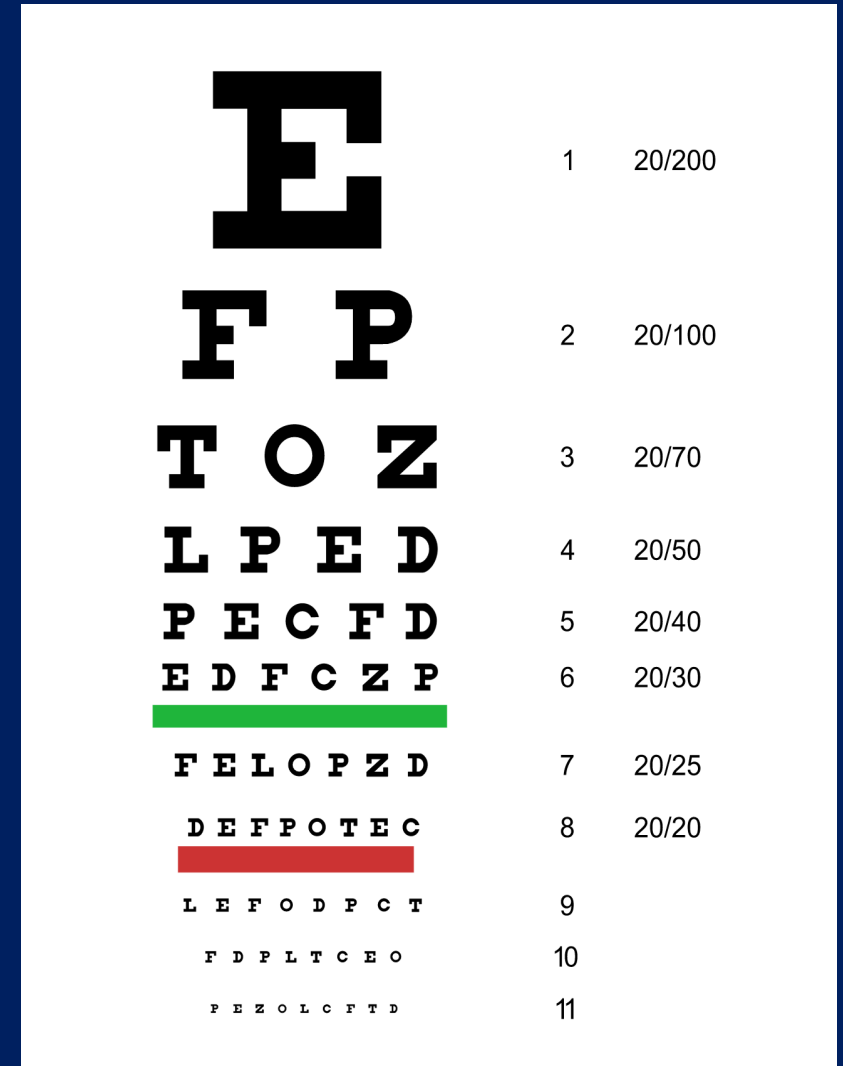 E 1 20/200
F P 2 20/100
T O Z 3 20/70
L P E D 4 20/50
P E C F D 5 20/40
E D F C Z P 6 20/30
F E L O P Z D 7 20/25
D E F P O T E C 8 20/20
L E F O D P C T 9
F D P L T C E O 10
P E Z O L C F T D 11